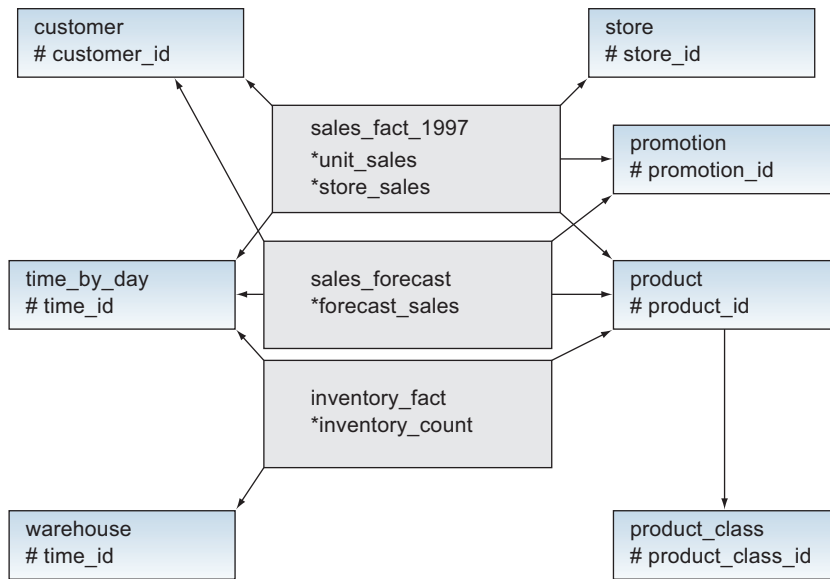 customer
# customer_id
store
# store_id
sales_fact_1997
*unit_sales
*store_sales
promotion
# promotion_id
time_by_day
# time_id
sales_forecast
*forecast_sales
product
# product_id
inventory_fact
*inventory_count
warehouse
# time_id
product_class
# product_class_id